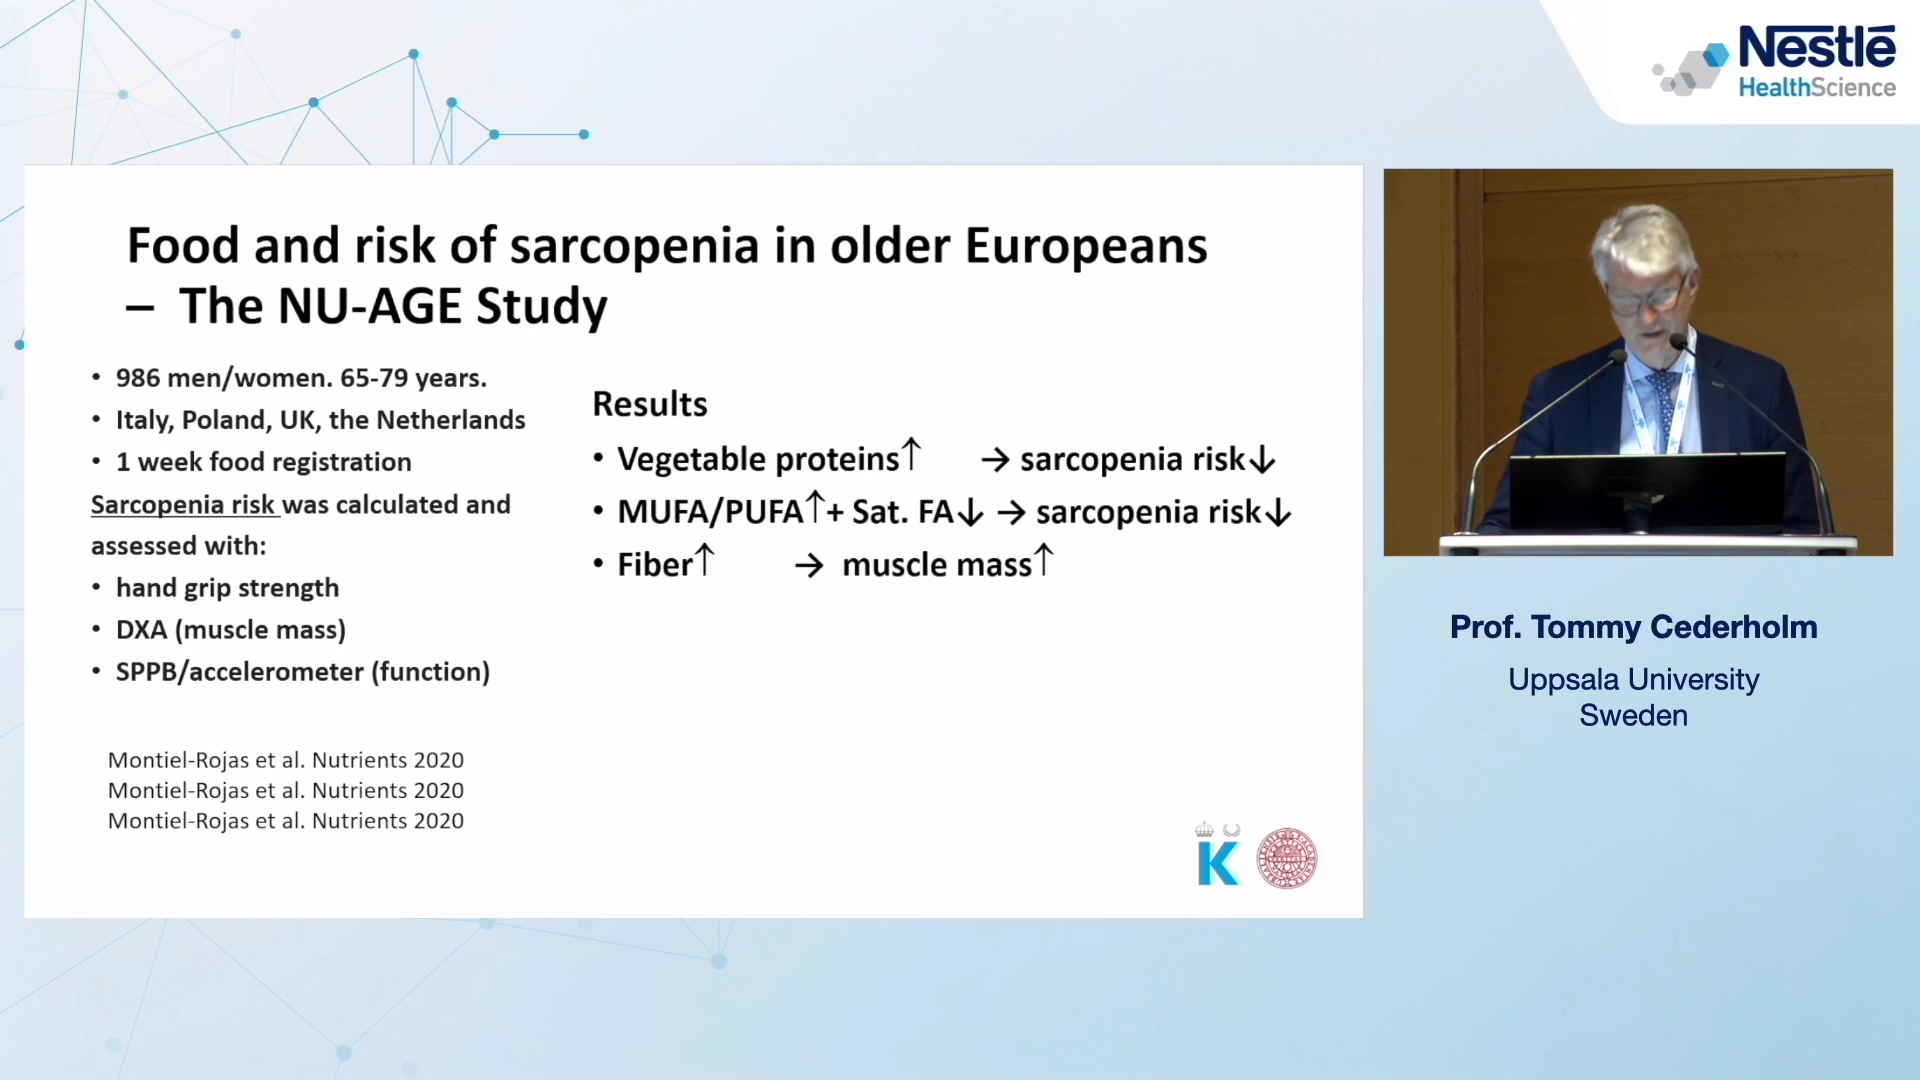 Nestlé
HealthScience
Food and risk of sarcopenia in older Europeans
– The NU-AGE Study
• 986 men/women. 65-79 years.
• Italy, Poland, UK, the Netherlands
• 1 week food registration
Sarcopenia risk was calculated and
assessed with:
• hand grip strength
• DXA (muscle mass)
• SPPB/accelerometer (function)
Results
• Vegetable proteins↑ → sarcopenia risk↓
• MUFA/PUFA↑+ Sat. FA↓ → sarcopenia risk↓
• Fiber↑ → muscle mass↑
Montiel-Rojas et al. Nutrients 2020
Montiel-Rojas et al. Nutrients 2020
Montiel-Rojas et al. Nutrients 2020
K
Prof. Tommy Cederholm
Uppsala University
Sweden